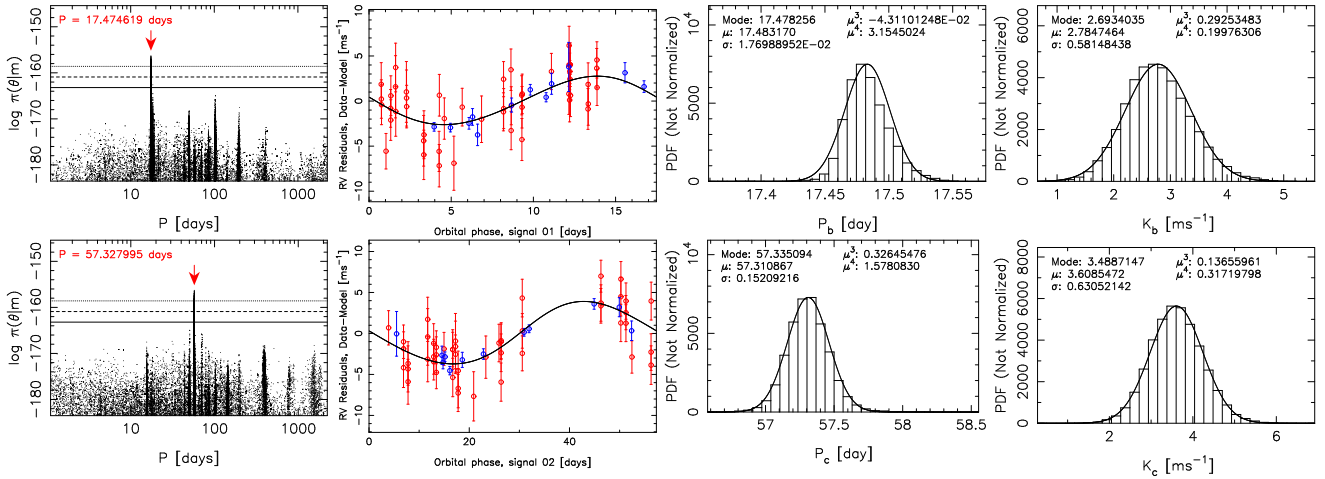 P = 17.474619 days
log π(θ|m)
−150
−160
−170
−180
10
100
1000
P [days]
RV Residuals, Data−Model [ms⁻¹]
10
5
0
−5
−10
0
5
10
15
Orbital phase, signal 01 [days]
Mode: 17.478256
μ: 17.483170
σ: 1.76988952E−02
μ³: −4.31101248E−02
μ⁴: 3.1545024
PDF (Not Normalized)
10⁴
5000
0
17.4
17.45
17.5
17.55
P_b [day]
Mode: 2.6934035
μ: 2.7847464
σ: 0.58148438
μ³: 0.29253483
μ⁴: 0.19976306
PDF (Not Normalized)
6000
4000
2000
0
1
2
3
4
5
K_b [ms⁻¹]
P = 57.327995 days
log π(θ|m)
−150
−160
−170
−180
10
100
1000
P [days]
RV Residuals, Data−Model [ms⁻¹]
10
5
0
−5
−10
0
20
40
Orbital phase, signal 02 [days]
Mode: 57.335094
μ: 57.310867
σ: 0.15209216
μ³: 0.32645476
μ⁴: 1.5780830
PDF (Not Normalized)
10⁴
5000
0
57
57.5
58
58.5
P_c [day]
Mode: 3.4887147
μ: 3.6085472
σ: 0.63052142
μ³: 0.13655961
μ⁴: 0.31719798
PDF (Not Normalized)
8000
6000
4000
2000
0
2
4
6
K_c [ms⁻¹]